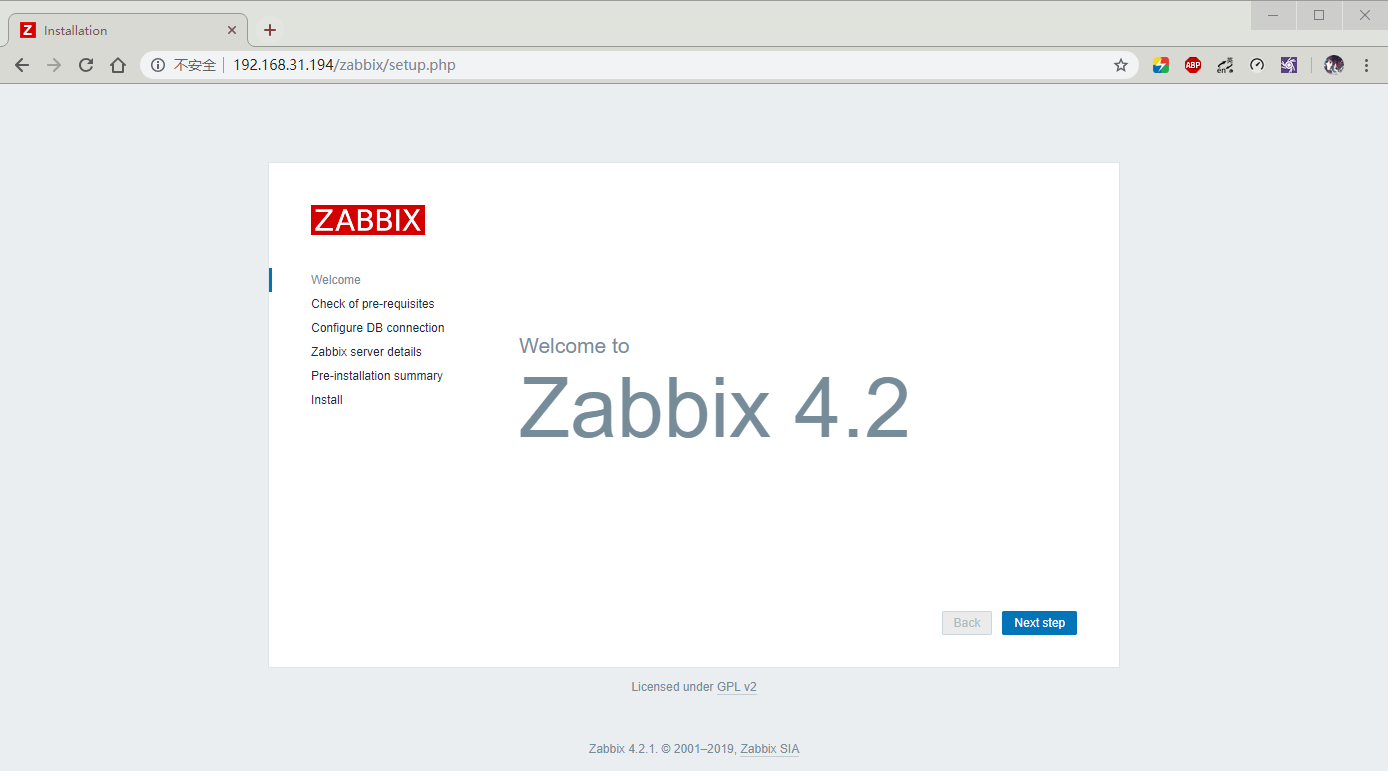 Installation
不安全 192.168.31.194/zabbix/setup.php
ABP
en
ZABBIX
Welcome
Check of pre-requisites
Configure DB connection
Zabbix server details
Pre-installation summary
Install
Welcome to
Zabbix 4.2
Back Next step
Licensed under GPL v2
Zabbix 4.2.1. © 2001–2019, Zabbix SIA